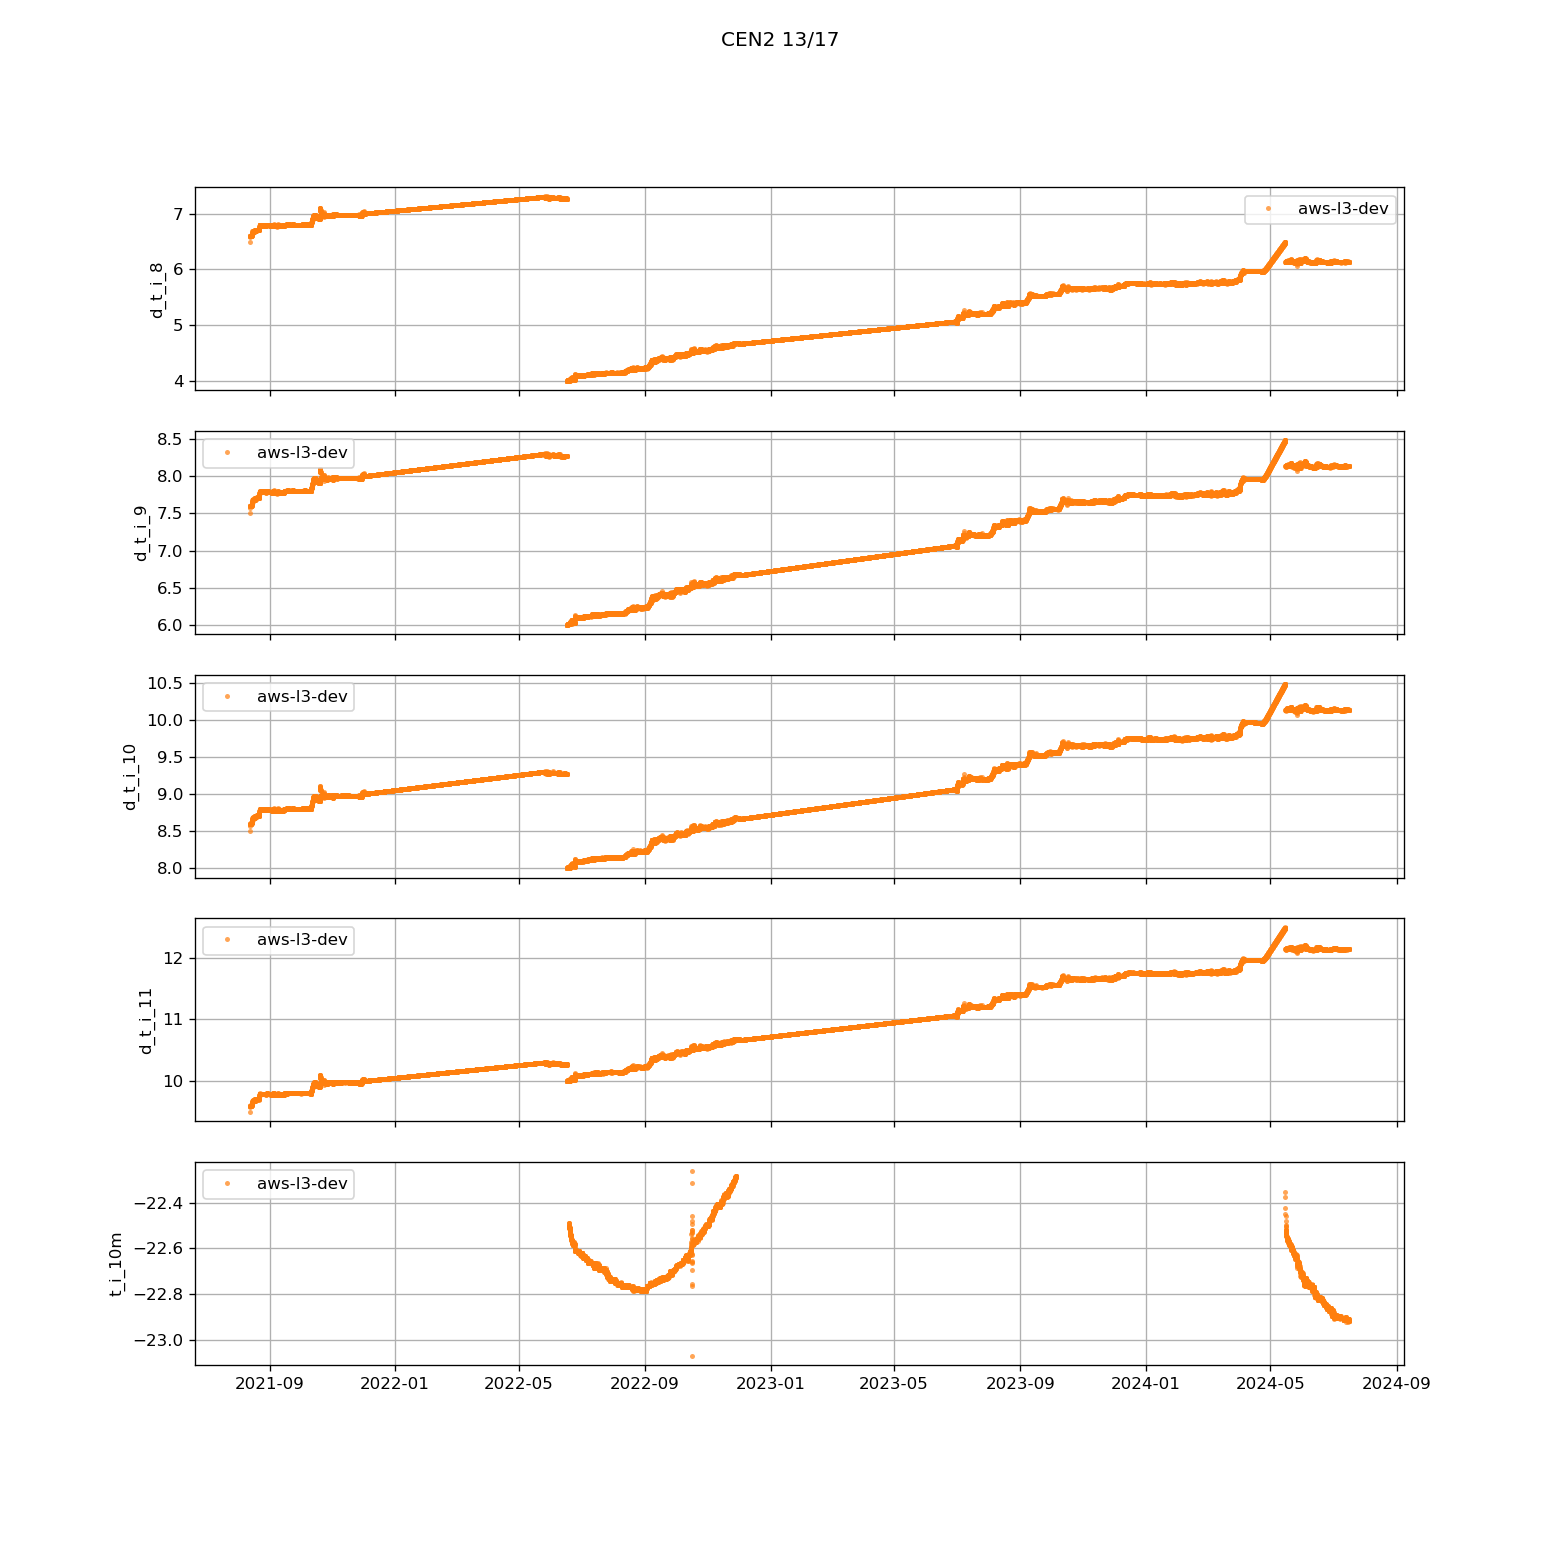 CEN2 13/17
d_t_i_8
7
6
5
4
aws-l3-dev
d_t_i_9
8.5
8.0
7.5
7.0
6.5
6.0
aws-l3-dev
d_t_i_10
10.5
10.0
9.5
9.0
8.5
8.0
aws-l3-dev
d_t_i_11
12
11
10
aws-l3-dev
t_i_10m
−22.4
−22.6
−22.8
−23.0
aws-l3-dev
2021-09 2022-01 2022-05 2022-09 2023-01 2023-05 2023-09 2024-01 2024-05 2024-09